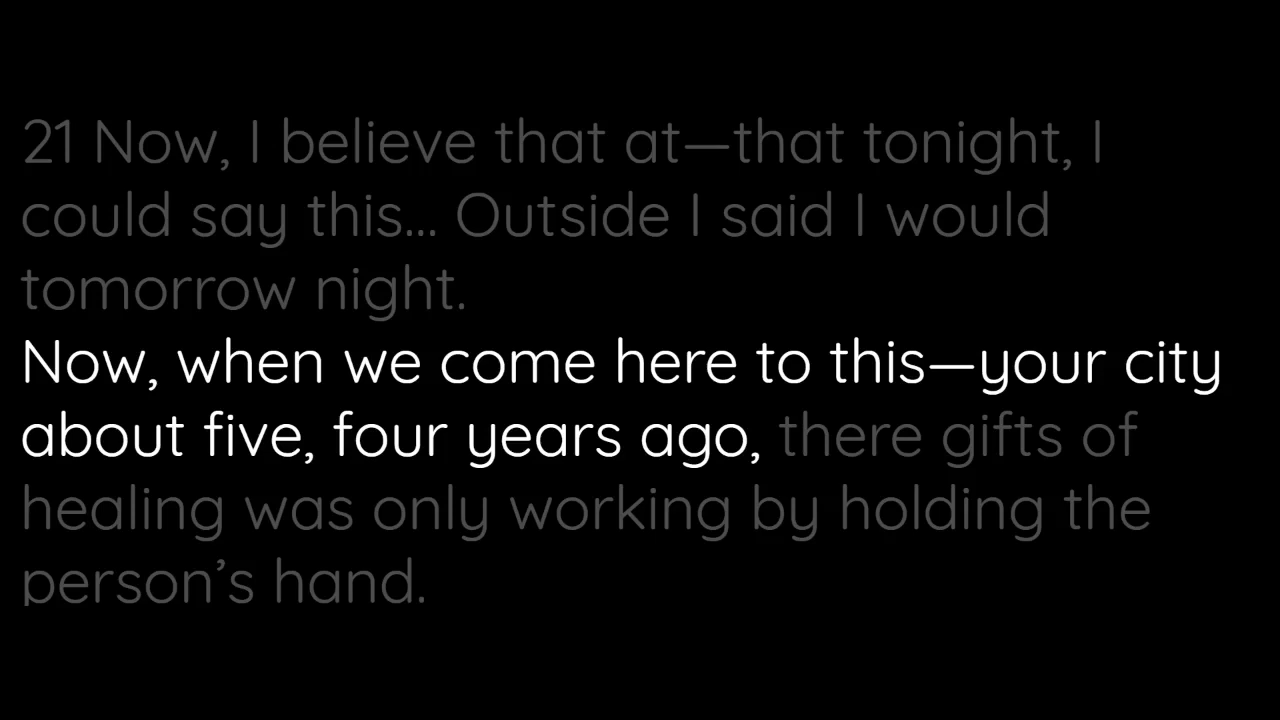 21 Now, I believe that at—that tonight, I
could say this... Outside I said I would
tomorrow night.
Now, when we come here to this—your city
about five, four years ago, there gifts of
healing was only working by holding the
person’s hand.